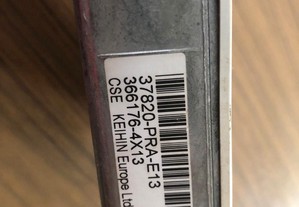 37820-PRA-E13
366176-4X13
CSE KEIHIN Europe Ltd